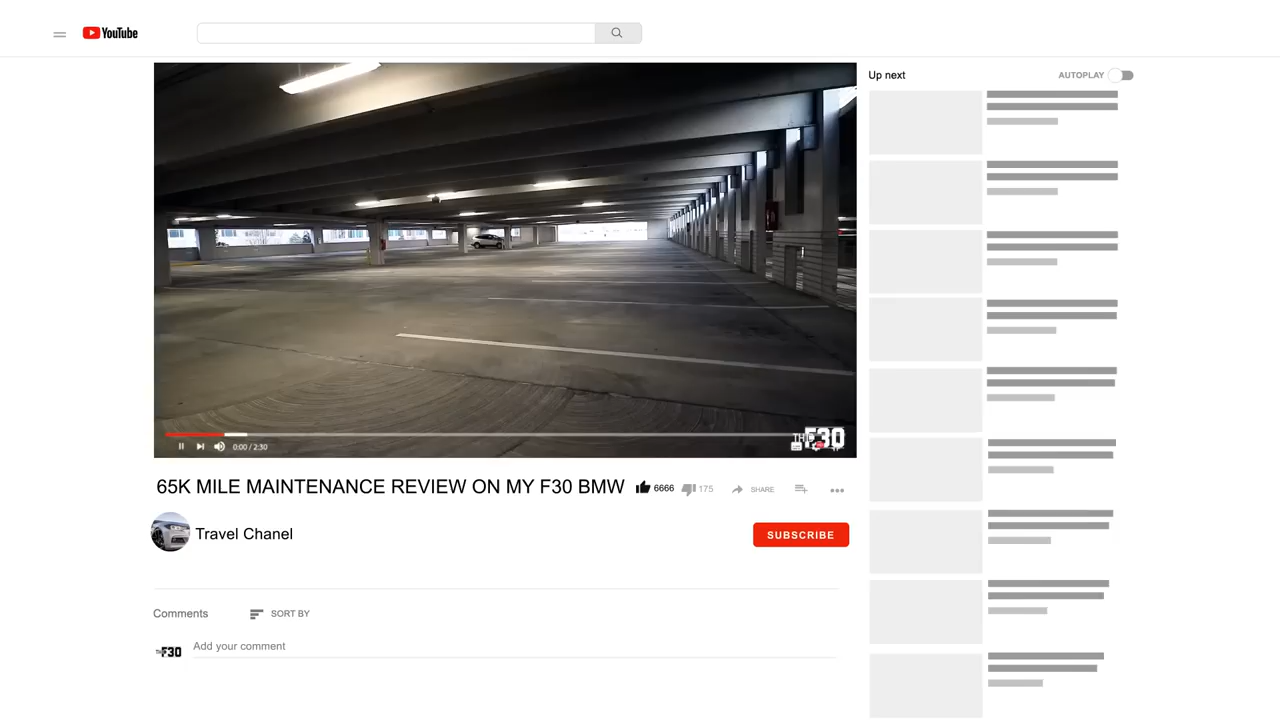 YouTube
Up next
AUTOPLAY
THE F30
0:00 / 2:30
65K MILE MAINTENANCE REVIEW ON MY F30 BMW
6666
175
SHARE
Travel Chanel
SUBSCRIBE
Comments
SORT BY
THE F30
Add your comment